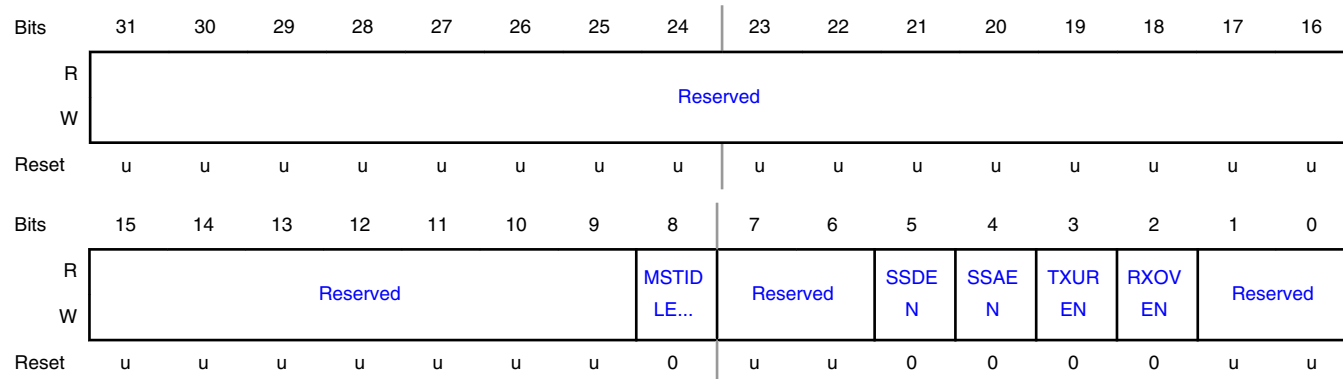 Bits 31 30 29 28 27 26 25 24 23 22 21 20 19 18 17 16
R
Reserved
W
Reset u u u u u u u u u u u u u u u u
Bits 15 14 13 12 11 10 9 8 7 6 5 4 3 2 1 0
R MSTID SSDE SSAE TXUR RXOV
Reserved Reserved Reserved
W LE... N N EN EN
Reset u u u u u u u 0 u u 0 0 0 0 u u